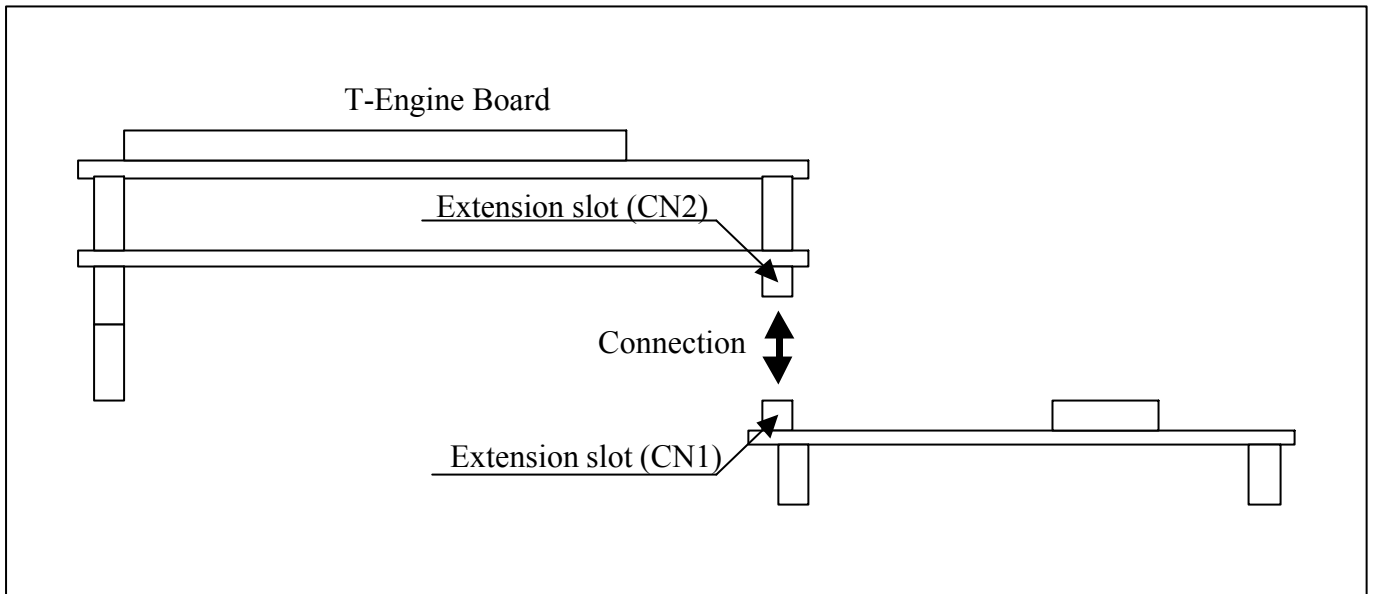 T-Engine Board
Extension slot (CN2)
Connection
Extension slot (CN1)